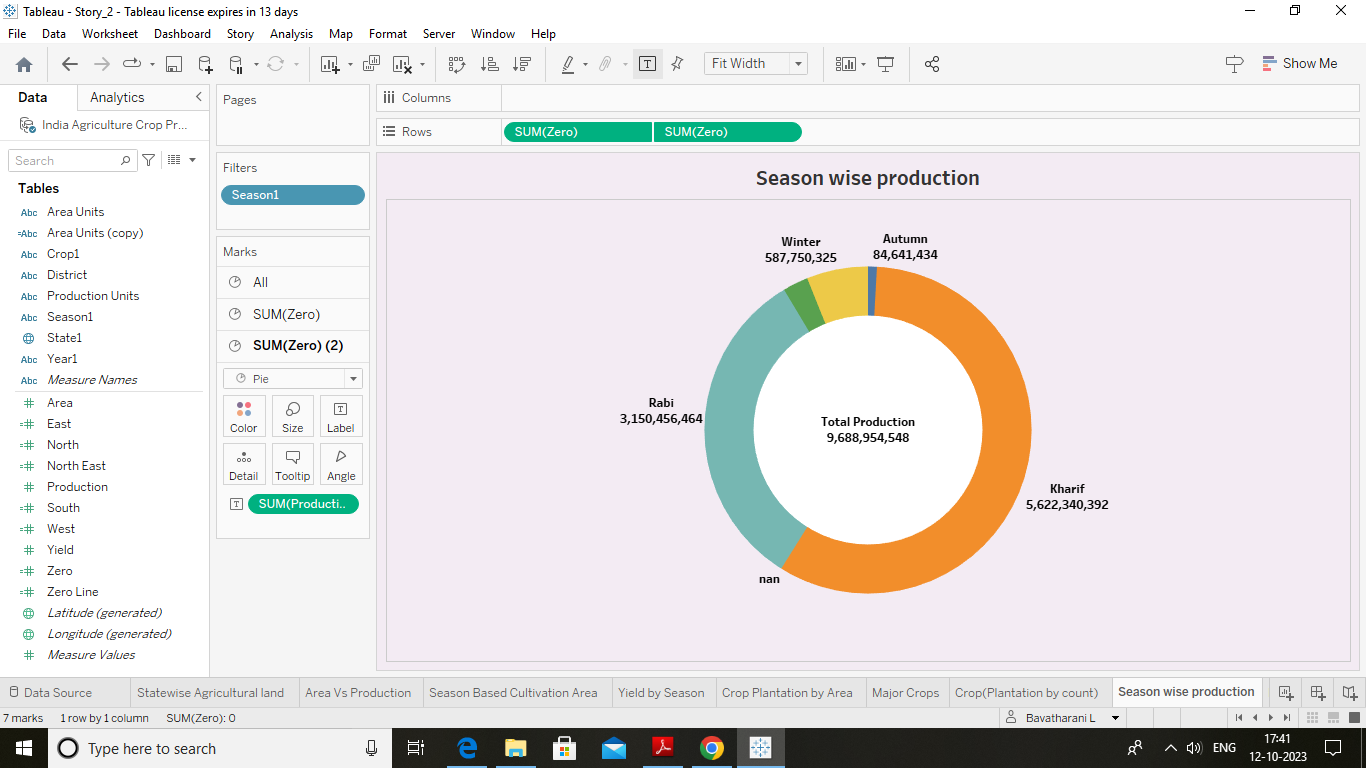 Tableau - Story_2 - Tableau license expires in 13 days
File Data Worksheet Dashboard Story Analysis Map Format Server Window Help
Fit Width
Show Me
Data Analytics
India Agriculture Crop Pr...
Search
Tables
Abc Area Units
=Abc Area Units (copy)
Abc Crop1
Abc District
Abc Production Units
Abc Season1
State1
Abc Year1
Abc Measure Names
# Area
=# East
=# North
=# North East
# Production
=# South
=# West
# Yield
=# Zero
=# Zero Line
Latitude (generated)
Longitude (generated)
# Measure Values
Pages
Filters
Season1
Marks
All
SUM(Zero)
SUM(Zero) (2)
Pie
Color Size Label
Detail Tooltip Angle
SUM(Producti..
Columns
Rows SUM(Zero) SUM(Zero)
Season wise production
Winter
587,750,325
Autumn
84,641,434
Rabi
3,150,456,464
Total Production
9,688,954,548
Kharif
5,622,340,392
nan
Data Source Statewise Agricultural land Area Vs Production Season Based Cultivation Area Yield by Season Crop Plantation by Area Major Crops Crop(Plantation by count) Season wise production
7 marks 1 row by 1 column SUM(Zero): 0 Bavatharani L
Type here to search
ENG
17:41
12-10-2023